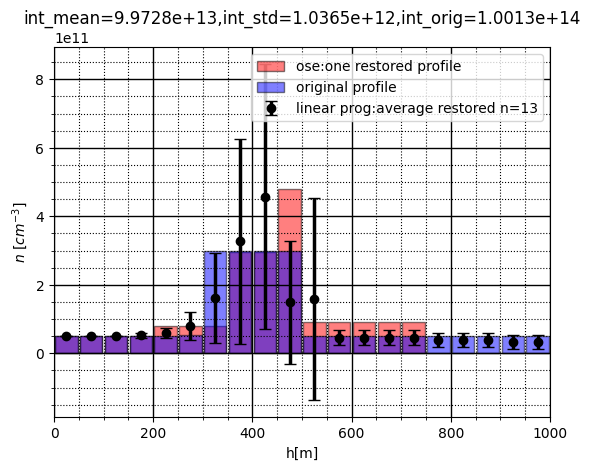 int_mean=9.9728e+13,int_std=1.0365e+12,int_orig=1.0013e+14
1e11
ose:one restored profile
original profile
linear prog:average restored n=13
8
6
4
2
0
n [cm⁻³]
0 200 400 600 800 1000
h[m]